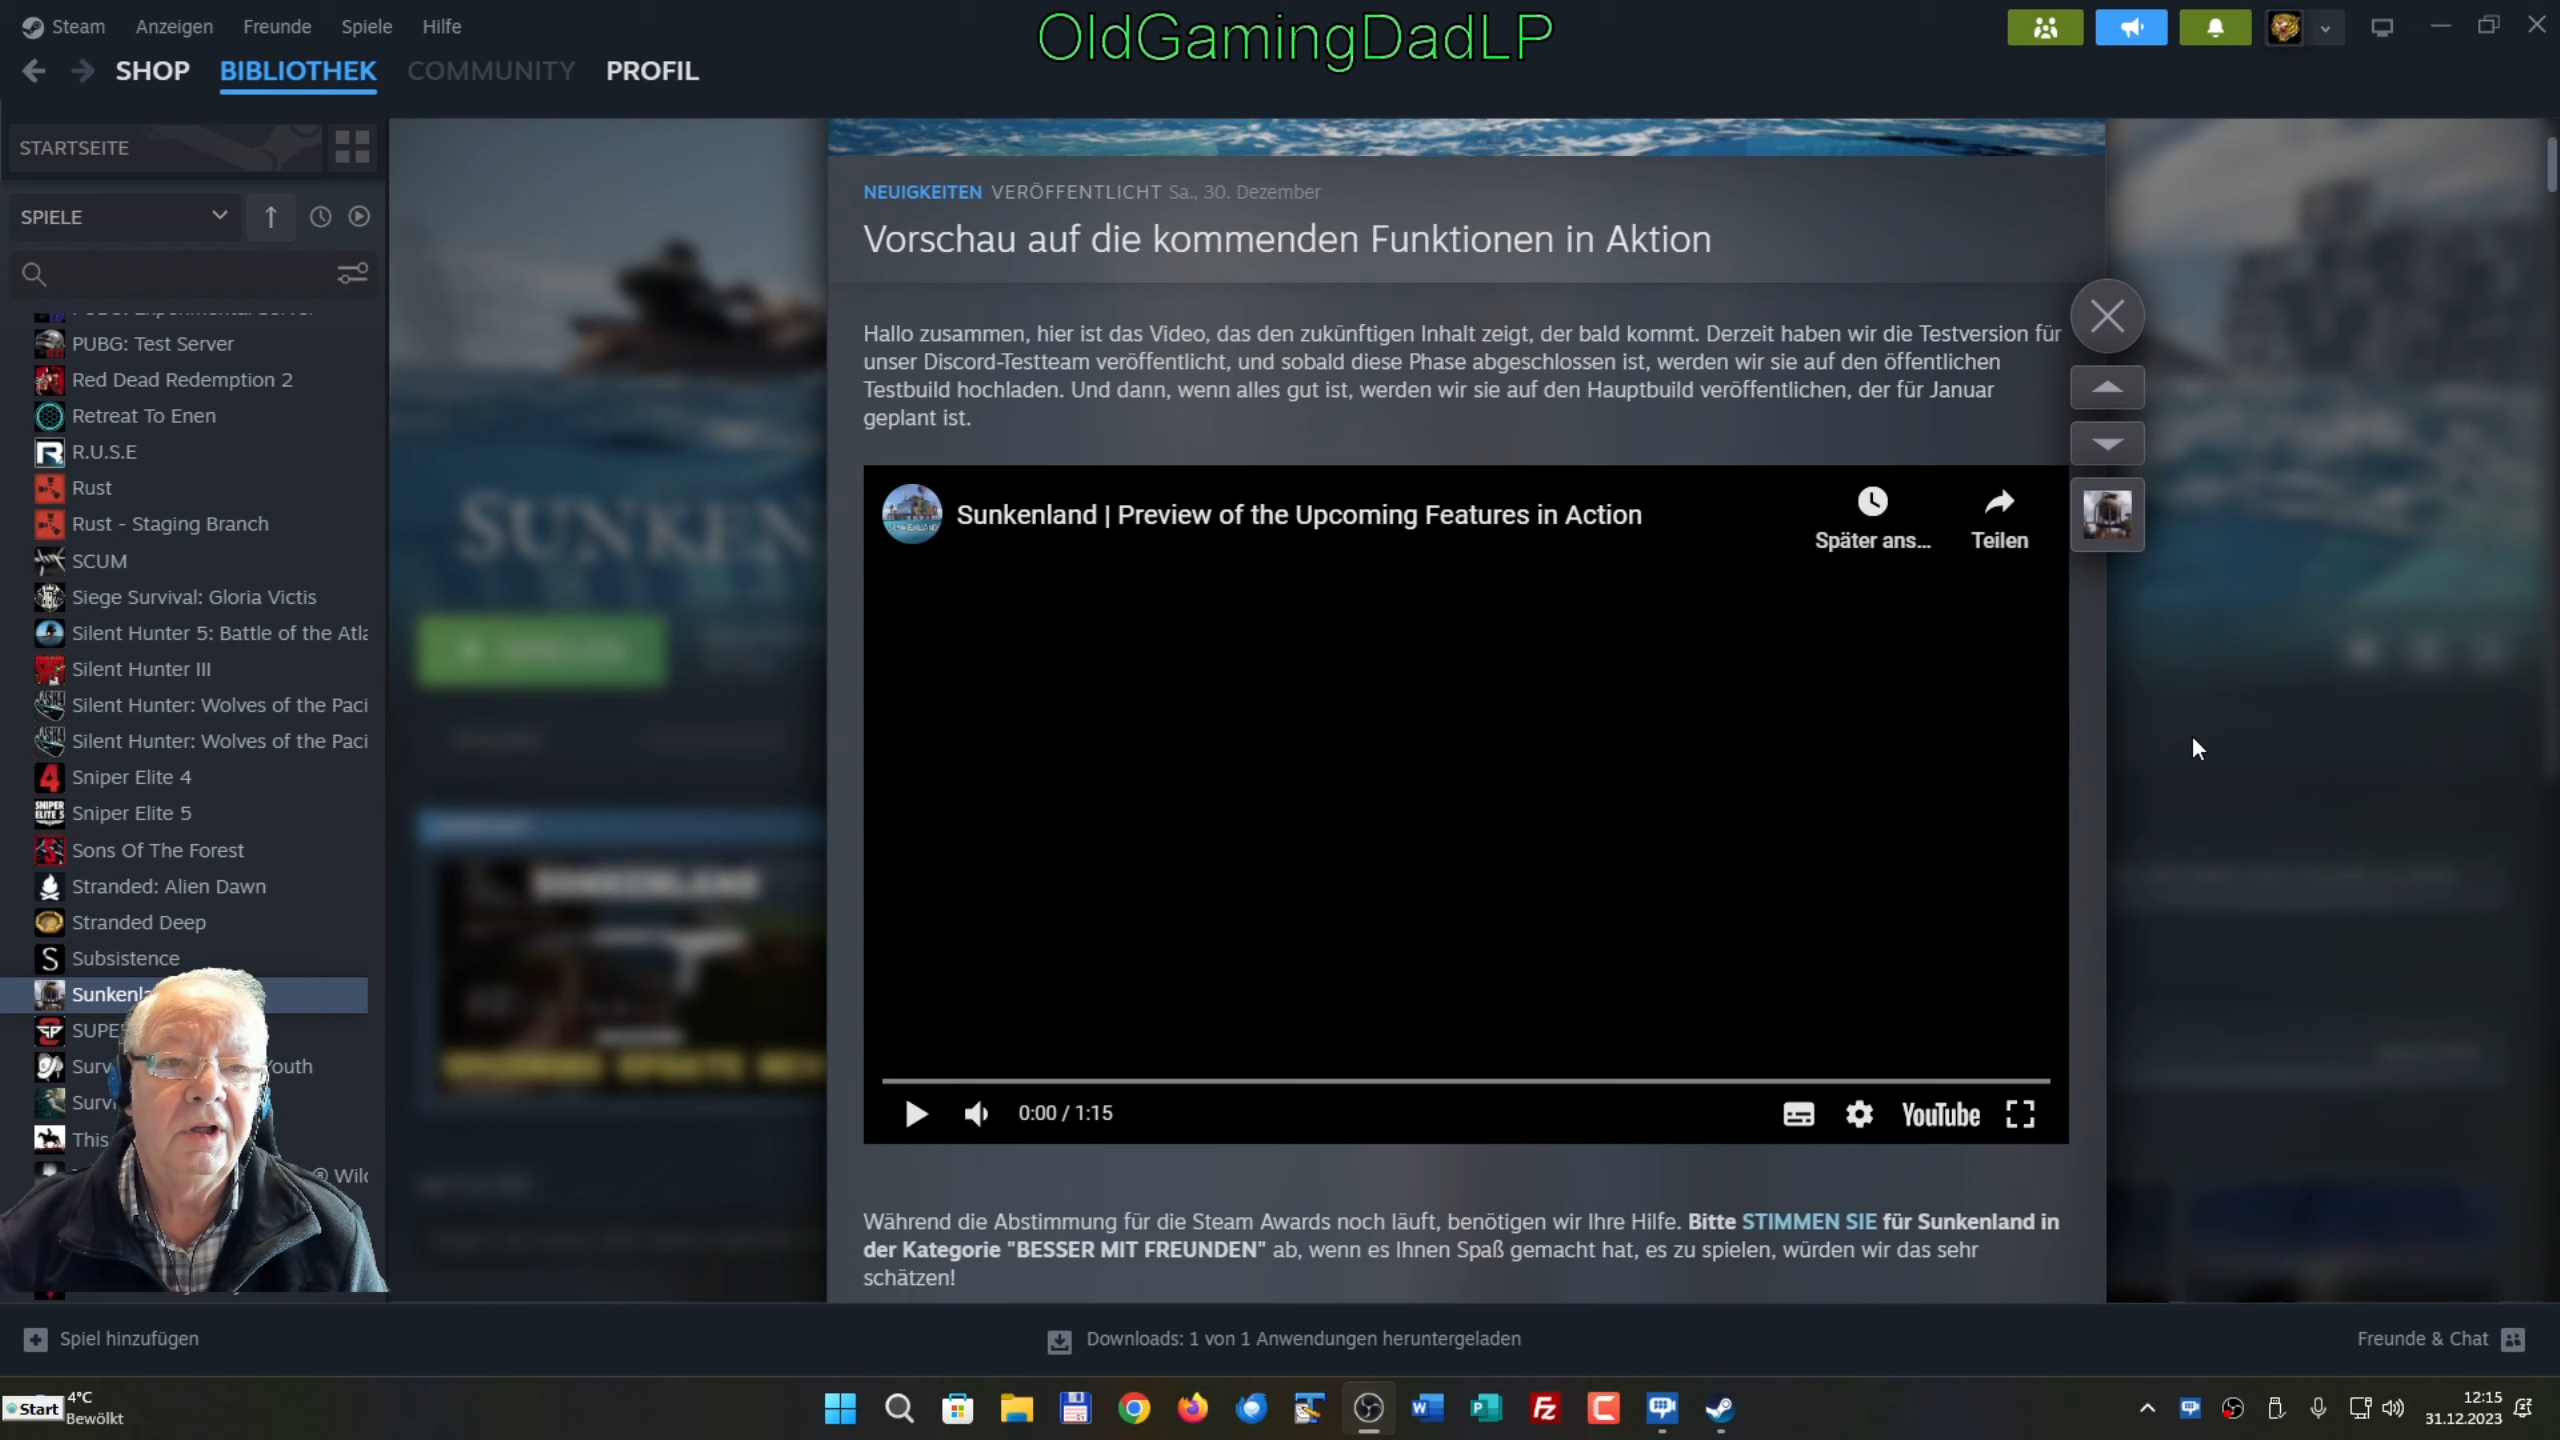 Steam Anzeigen Freunde Spiele Hilfe
OldGamingDadLP
SHOP BIBLIOTHEK COMMUNITY PROFIL
STARTSEITE
SPIELE
PUBG: Test Server
Red Dead Redemption 2
Retreat To Enen
R.U.S.E
Rust
Rust - Staging Branch
SCUM
Siege Survival: Gloria Victis
Silent Hunter 5: Battle of the Atla
Silent Hunter III
Silent Hunter: Wolves of the Paci
Silent Hunter: Wolves of the Paci
Sniper Elite 4
Sniper Elite 5
Sons Of The Forest
Stranded: Alien Dawn
Stranded Deep
Subsistence
Sunkenla
SUPE
Surv outh
Surv
This
® Wild
NEUIGKEITEN VERÖFFENTLICHT Sa., 30. Dezember
Vorschau auf die kommenden Funktionen in Aktion
Hallo zusammen, hier ist das Video, das den zukünftigen Inhalt zeigt, der bald kommt. Derzeit haben wir die Testversion für
unser Discord-Testteam veröffentlicht, und sobald diese Phase abgeschlossen ist, werden wir sie auf den öffentlichen
Testbuild hochladen. Und dann, wenn alles gut ist, werden wir sie auf den Hauptbuild veröffentlichen, der für Januar
geplant ist.
Sunkenland | Preview of the Upcoming Features in Action
Später ans...
Teilen
0:00 / 1:15
YouTube
Während die Abstimmung für die Steam Awards noch läuft, benötigen wir Ihre Hilfe. Bitte STIMMEN SIE für Sunkenland in
der Kategorie "BESSER MIT FREUNDEN" ab, wenn es Ihnen Spaß gemacht hat, es zu spielen, würden wir das sehr
schätzen!
SUNKEN
SUNKENLAND
Spiel hinzufügen
Downloads: 1 von 1 Anwendungen heruntergeladen
Freunde & Chat
Start
4°C
Bewölkt
12:15
31.12.2023